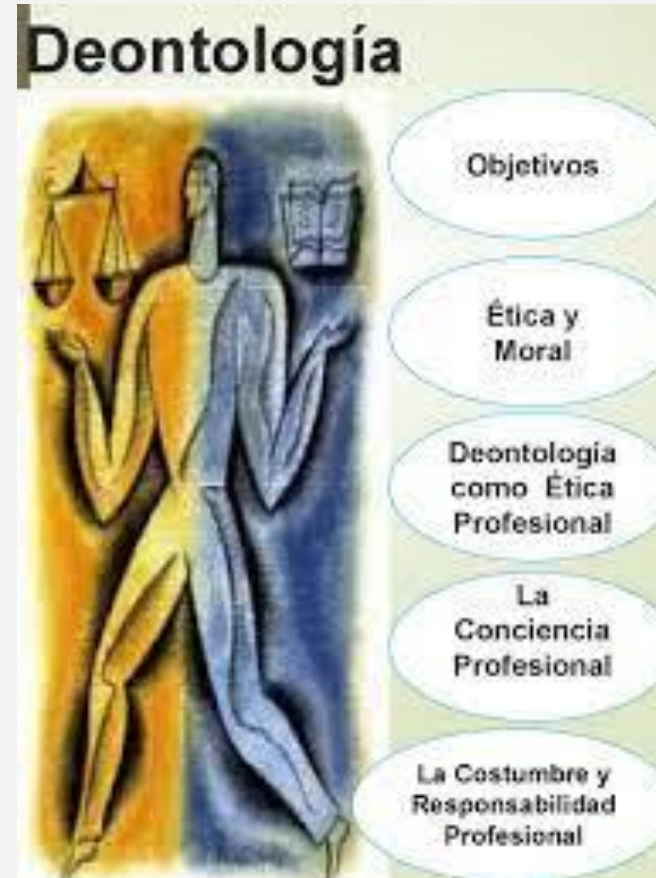 Deontología
Objetivos
Ética y
Moral
Deontología
como Ética
Profesional
La
Conciencia
Profesional
La Costumbre y
Responsabilidad
Profesional